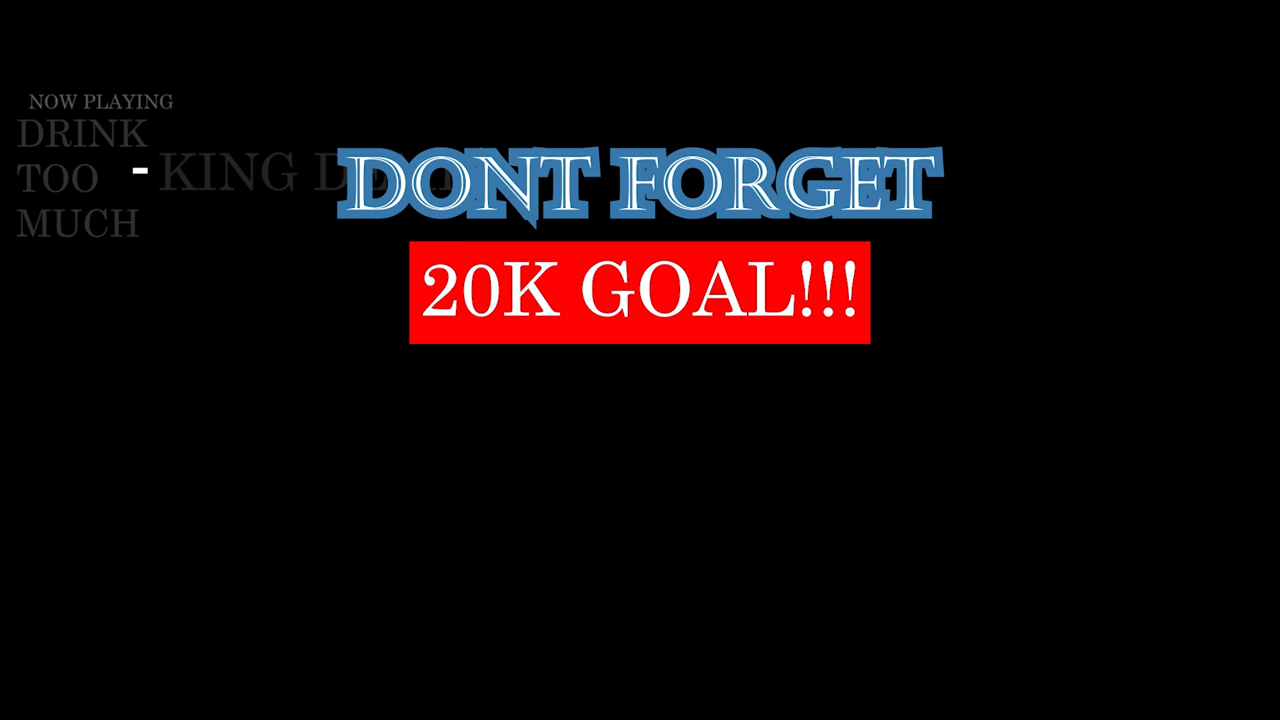 NOW PLAYING
DRINK
TOO
MUCH
- KING
DONT FORGET
20K GOAL!!!